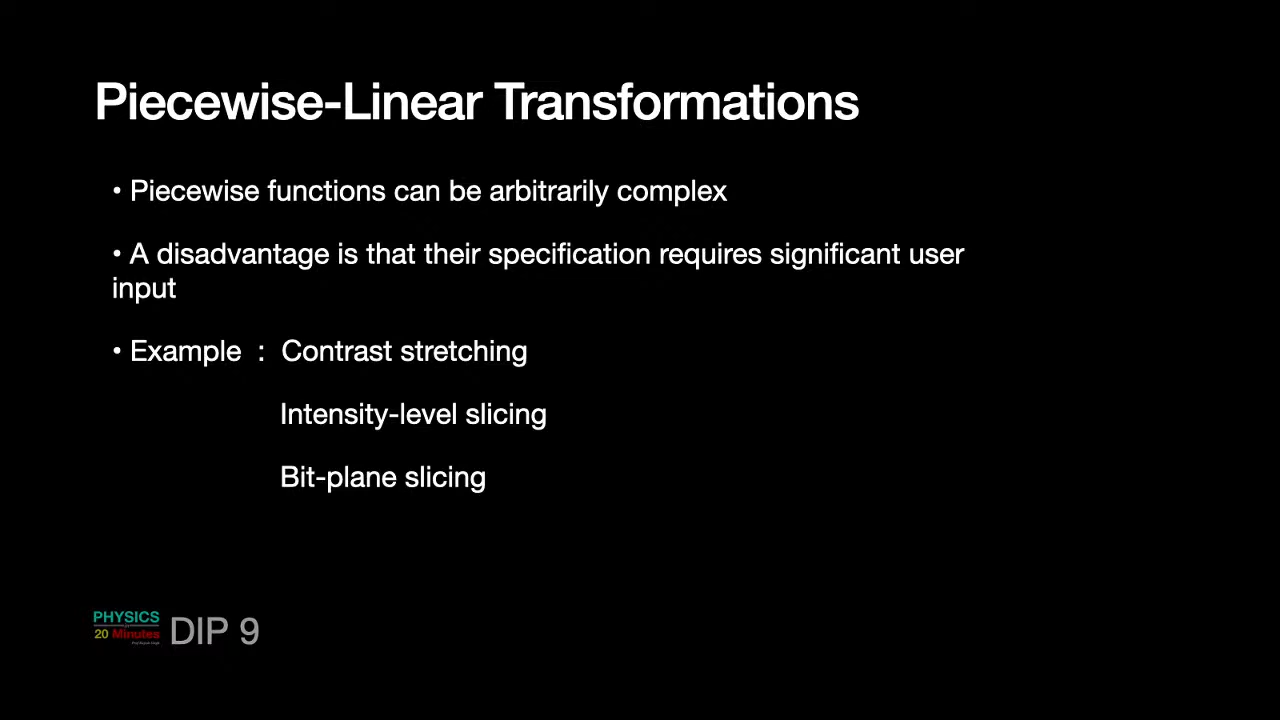 Piecewise-Linear Transformations
• Piecewise functions can be arbitrarily complex
• A disadvantage is that their specification requires significant user
input
• Example : Contrast stretching
Intensity-level slicing
Bit-plane slicing
PHYSICS
20 Minutes
DIP 9